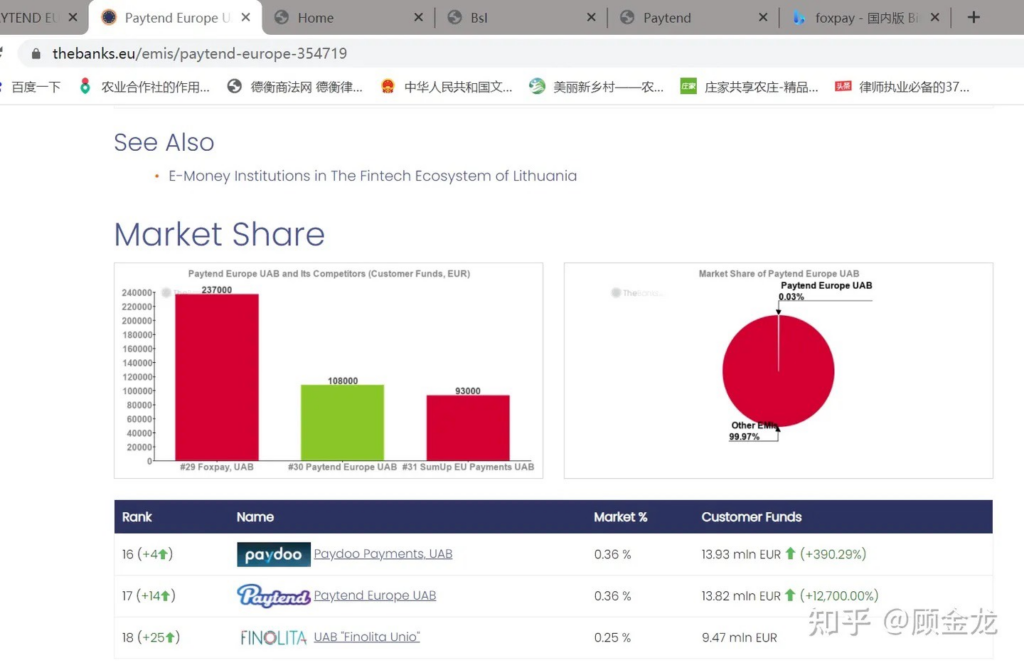 YTEND EU
Paytend Europe U
Home
Bsl
Paytend
foxpay - 国内版 Bi
thebanks.eu/emis/paytend-europe-354719
百度一下
农业合作社的作用...
德衡商法网 德衡律...
中华人民共和国文...
美丽新乡村——农...
庄家
庄家共享农庄-精品...
头条
律师执业必备的37...
See Also
• E-Money Institutions in The Fintech Ecosystem of Lithuania
Market Share
Paytend Europe UAB and Its Competitors (Customer Funds, EUR)
240000
220000
200000
180000
160000
140000
120000
100000
80000
60000
40000
20000
0
237000
108000
93000
#29 Foxpay, UAB
#30 Paytend Europe UAB
#31 SumUp EU Payments UAB
Market Share of Paytend Europe UAB
Paytend Europe UAB
0.03%
Other EMIs
99.97%
Rank Name Market % Customer Funds
16 (+4⬆) paydoo Paydoo Payments, UAB 0.36 % 13.93 mln EUR ⬆ (+390.29%)
17 (+14⬆) Paytend Paytend Europe UAB 0.36 % 13.82 mln EUR ⬆ (+12,700.00%)
18 (+25⬆) FINOLITA UAB "Finolita Unio" 0.25 % 9.47 mln EUR
知乎 @顾金龙